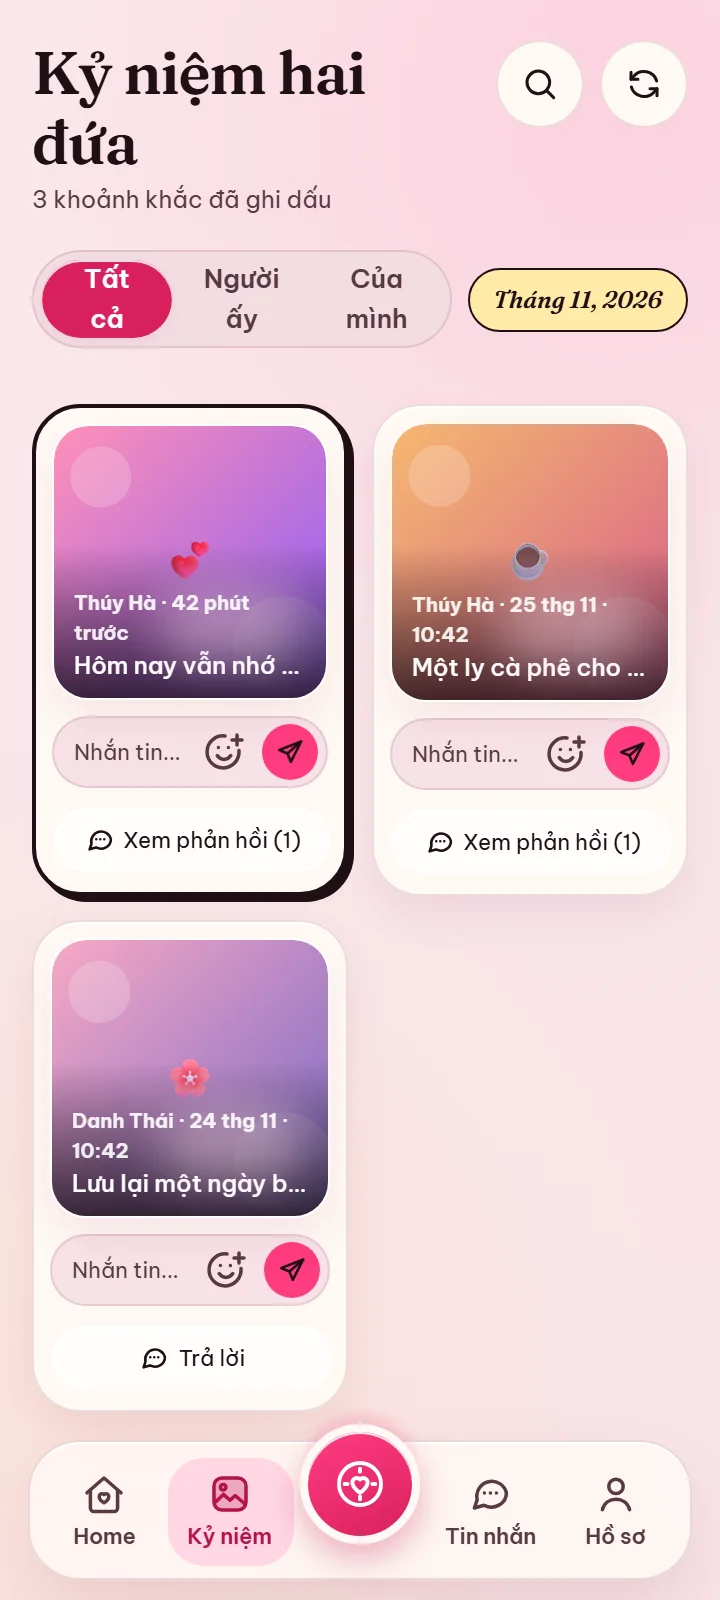 Kỷ niệm hai
đứa
3 khoảnh khắc đã ghi dấu
Tất
cả
Người
ấy
Của
mình
Tháng 11, 2026
Thúy Hà · 42 phút
trước
Hôm nay vẫn nhớ ...
Nhắn tin...
Xem phản hồi (1)
Thúy Hà · 25 thg 11 ·
10:42
Một ly cà phê cho ...
Nhắn tin...
Xem phản hồi (1)
Danh Thái · 24 thg 11 ·
10:42
Lưu lại một ngày b...
Nhắn tin...
Trả lời
Home
Kỷ niệm
Tin nhắn
Hồ sơ